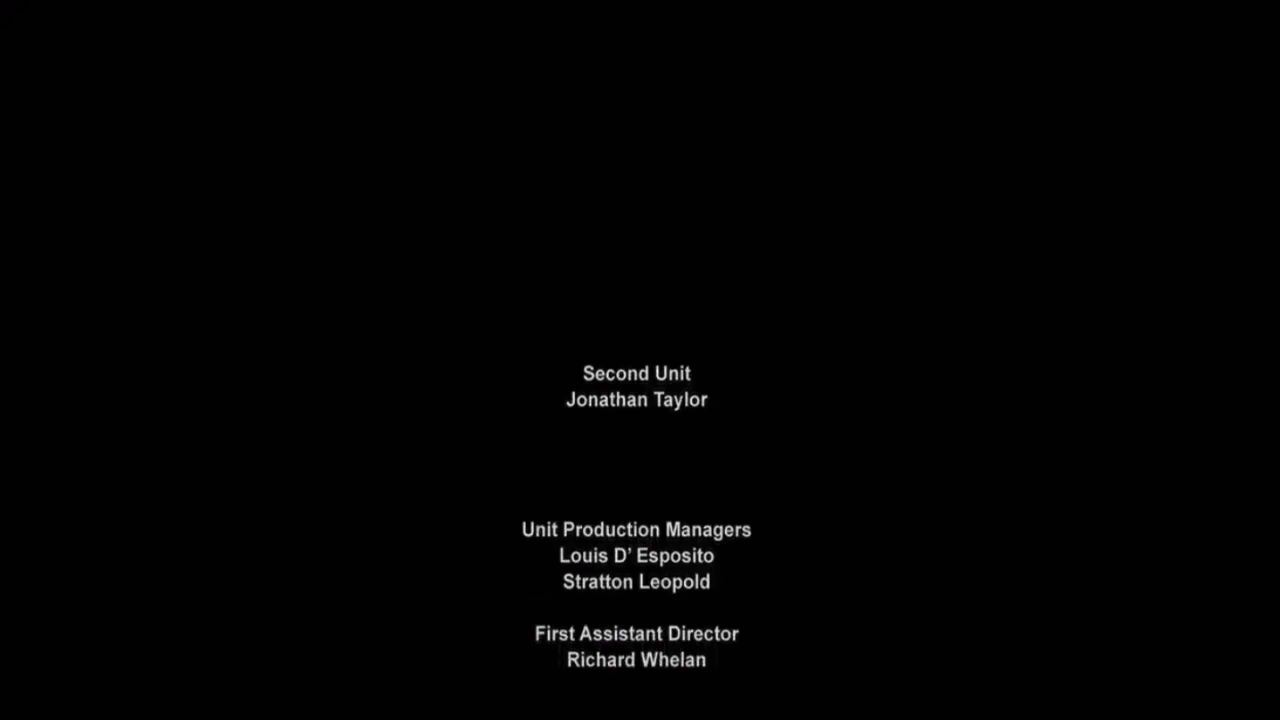 Second Unit
Jonathan Taylor
Unit Production Managers
Louis D’ Esposito
Stratton Leopold
First Assistant Director
Richard Whelan